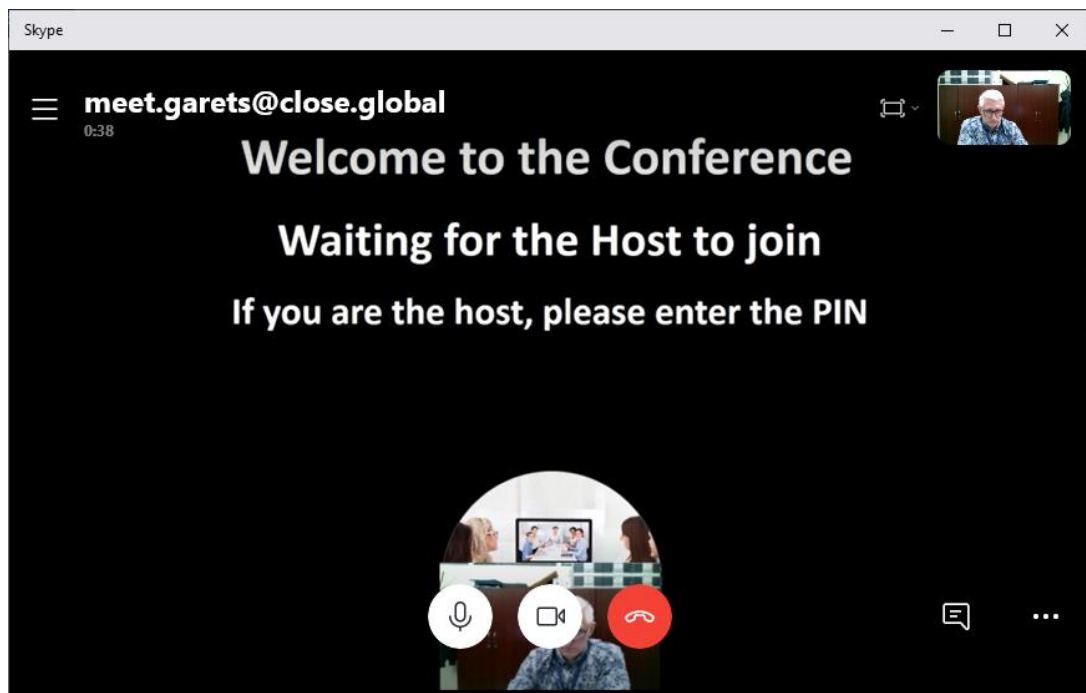 Skype
meet.garets@close.global
0:38
Welcome to the Conference
Waiting for the Host to join
If you are the host, please enter the PIN